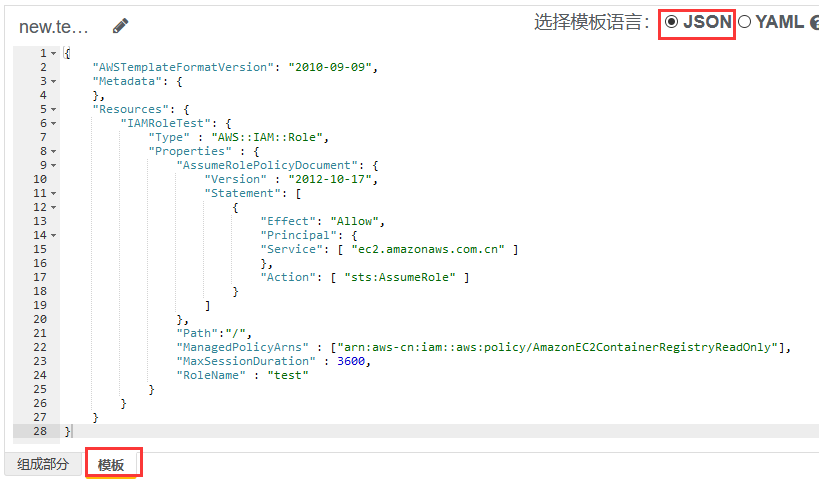 new.te...
选择模板语言： JSON YAML
1 {
2 "AWSTemplateFormatVersion": "2010-09-09",
3 "Metadata": {
4 },
5 "Resources": {
6 "IAMRoleTest": {
7 "Type" : "AWS::IAM::Role",
8 "Properties" : {
9 "AssumeRolePolicyDocument": {
10 "Version" : "2012-10-17",
11 "Statement": [
12 {
13 "Effect": "Allow",
14 "Principal": {
15 "Service": [ "ec2.amazonaws.com.cn" ]
16 },
17 "Action": [ "sts:AssumeRole" ]
18 }
19 ]
20 },
21 "Path":"/",
22 "ManagedPolicyArns" : ["arn:aws-cn:iam::aws:policy/AmazonEC2ContainerRegistryReadOnly"],
23 "MaxSessionDuration" : 3600,
24 "RoleName" : "test"
25 }
26 }
27 }
28 }
组成部分 模板